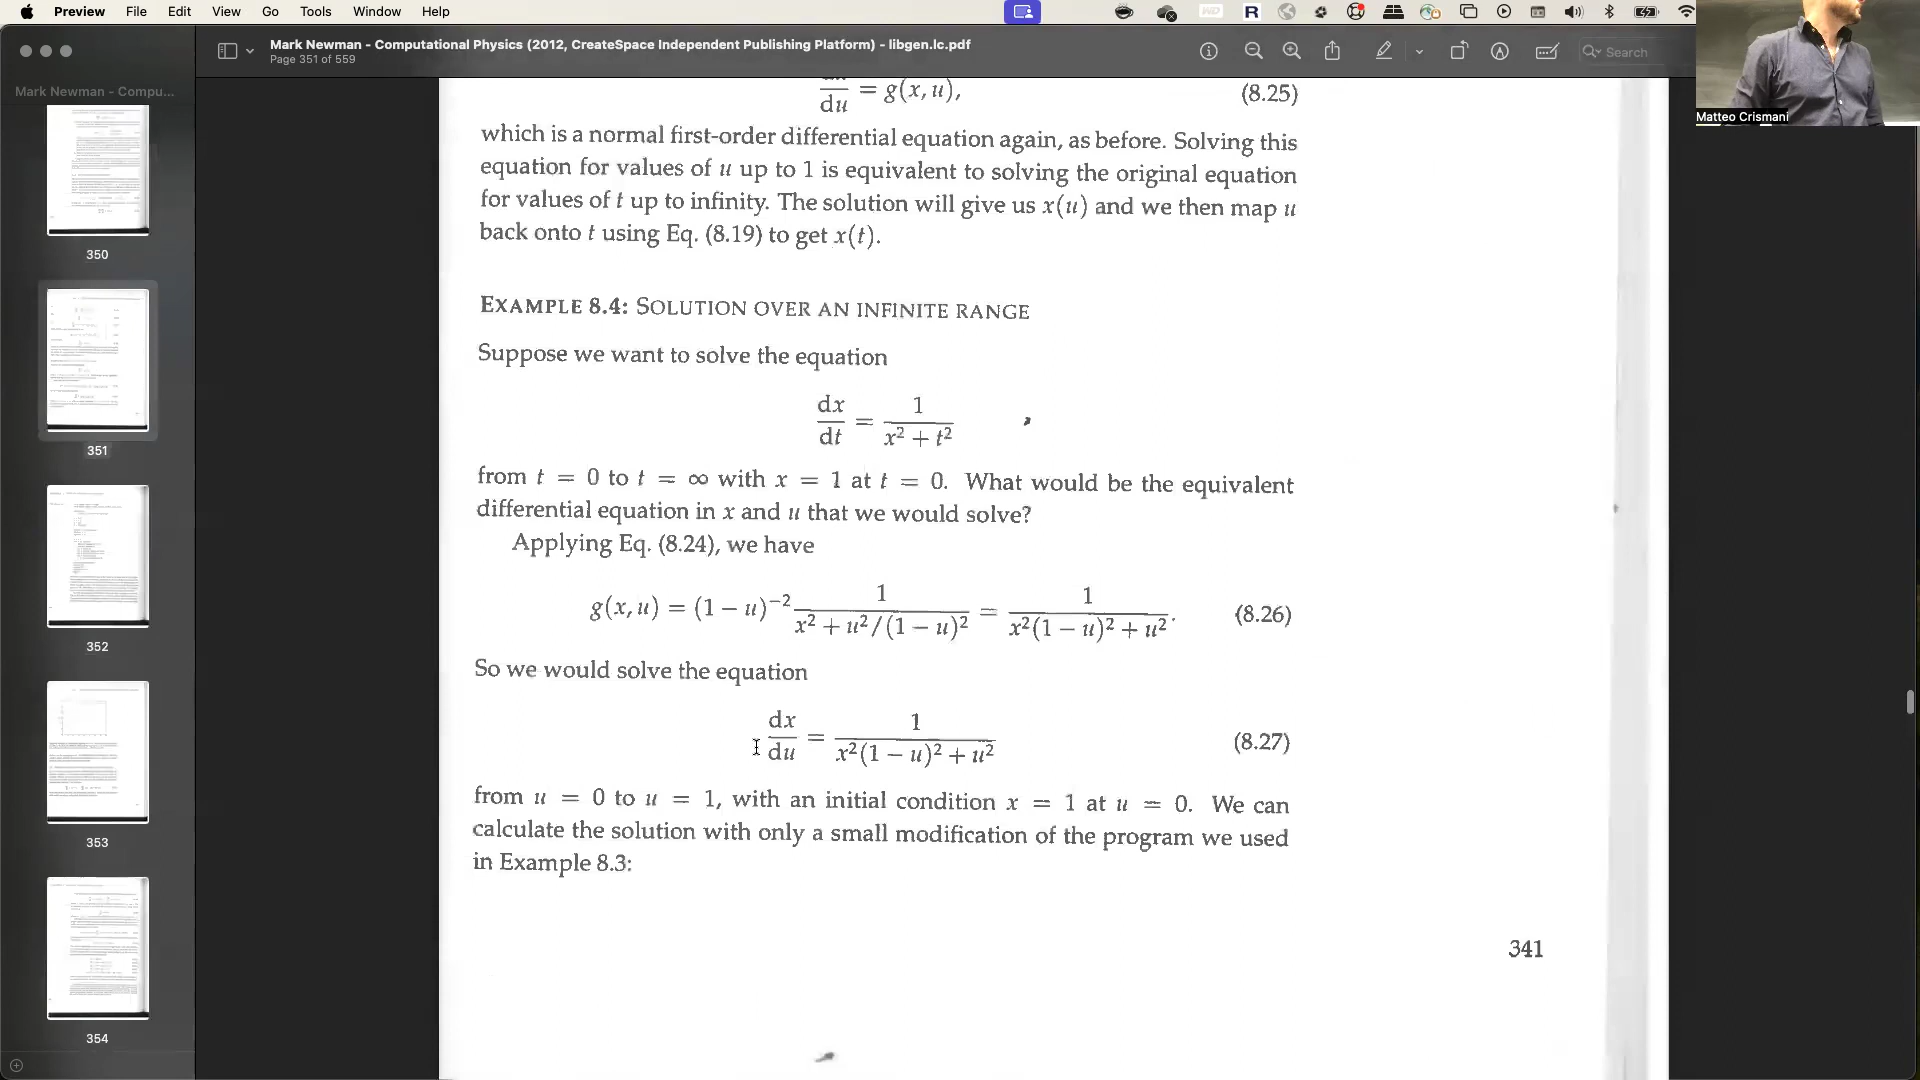 Preview File Edit View Go Tools Window Help
Mark Newman - Computational Physics (2012, CreateSpace Independent Publishing Platform) - libgen.lc.pdf
Page 351 of 559
Search
Matteo Crismani
Mark Newman - Compu...
350
351
352
353
354
du = g(x, u), (8.25)
which is a normal first-order differential equation again, as before. Solving this
equation for values of u up to 1 is equivalent to solving the original equation
for values of t up to infinity. The solution will give us x(u) and we then map u
back onto t using Eq. (8.19) to get x(t).
EXAMPLE 8.4: SOLUTION OVER AN INFINITE RANGE
Suppose we want to solve the equation
dx/dt = 1/(x² + t²)
from t = 0 to t = ∞ with x = 1 at t = 0. What would be the equivalent
differential equation in x and u that we would solve?
Applying Eq. (8.24), we have
g(x, u) = (1 − u)⁻² 1/(x² + u²/(1 − u)²) = 1/(x²(1 − u)² + u²). (8.26)
So we would solve the equation
dx/du = 1/(x²(1 − u)² + u²) (8.27)
from u = 0 to u = 1, with an initial condition x = 1 at u = 0. We can
calculate the solution with only a small modification of the program we used
in Example 8.3:
341